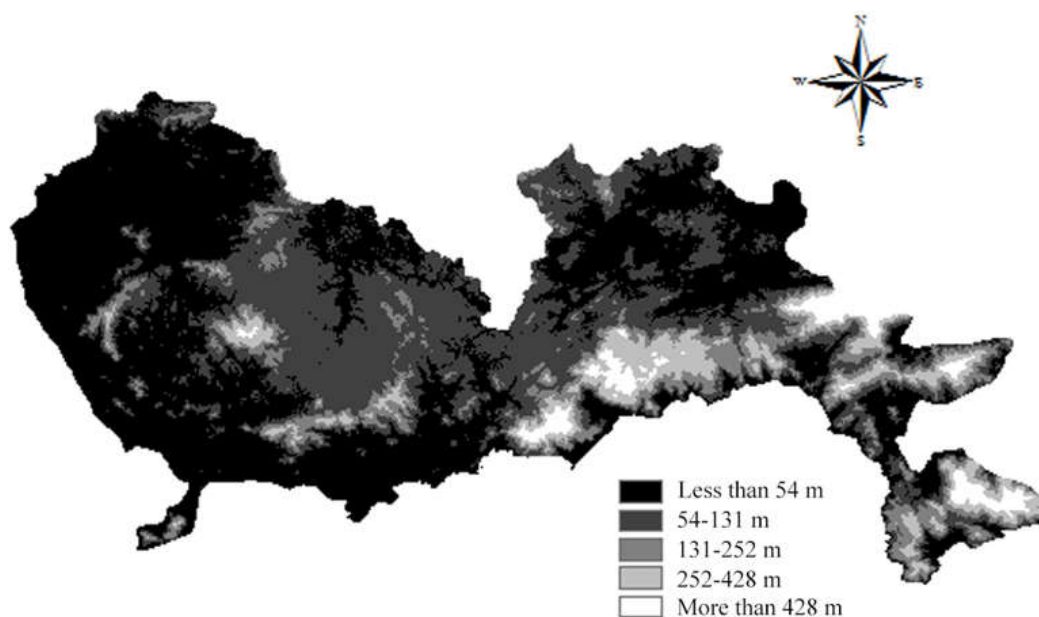 N
W
E
S
Less than 54 m
54-131 m
131-252 m
252-428 m
More than 428 m